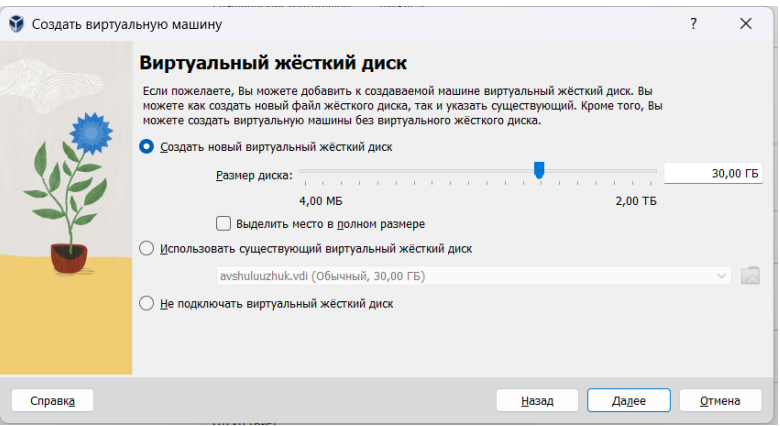 Создать виртуальную машину
Виртуальный жёсткий диск
Если пожелаете, Вы можете добавить к создаваемой машине виртуальный жёсткий диск. Вы
можете как создать новый файл жёсткого диска, так и указать существующий. Кроме того, Вы
можете создать виртуальную машины без виртуального жёсткого диска.
Создать новый виртуальный жёсткий диск
Размер диска:
30,00 ГБ
4,00 МБ
2,00 ТБ
Выделить место в полном размере
Использовать существующий виртуальный жёсткий диск
avshuluuzhuk.vdi (Обычный, 30,00 ГБ)
Не подключать виртуальный жёсткий диск
Справка
Назад
Далее
Отмена